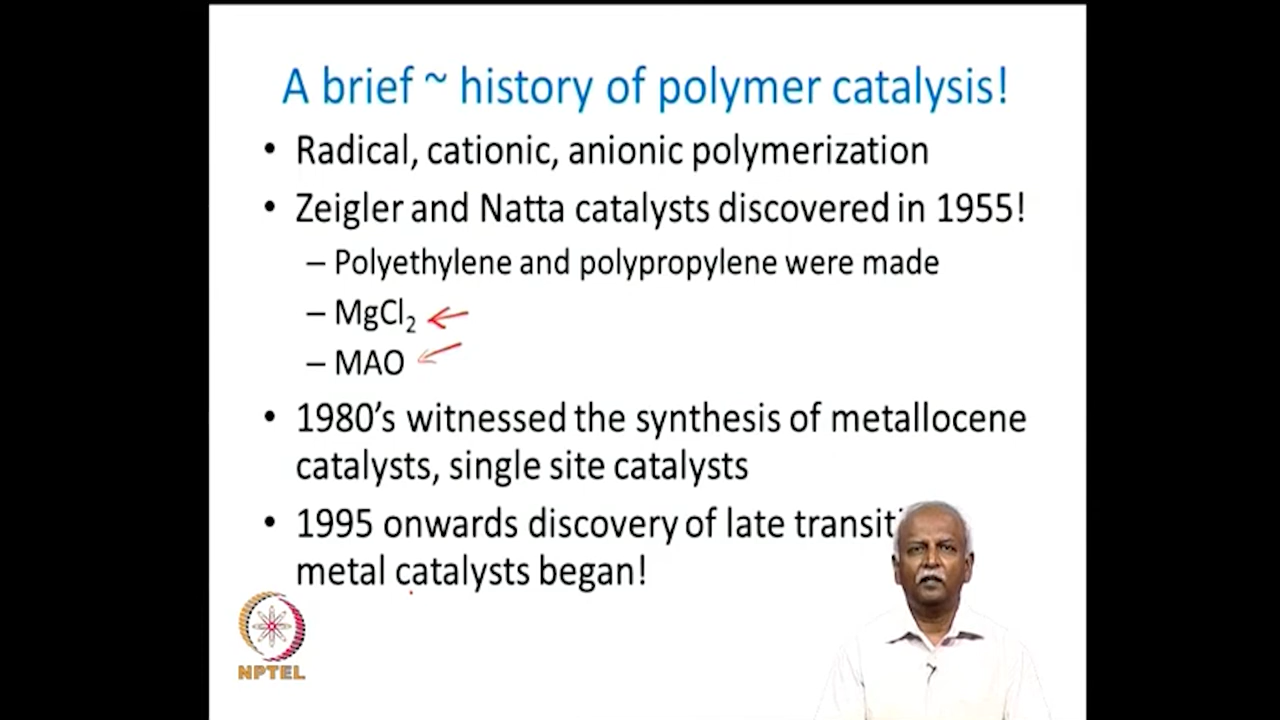 A brief ~ history of polymer catalysis!
• Radical, cationic, anionic polymerization
• Zeigler and Natta catalysts discovered in 1955!
– Polyethylene and polypropylene were made
– MgCl₂
– MAO
• 1980’s witnessed the synthesis of metallocene
catalysts, single site catalysts
• 1995 onwards discovery of late transiti
metal catalysts began!
NPTEL